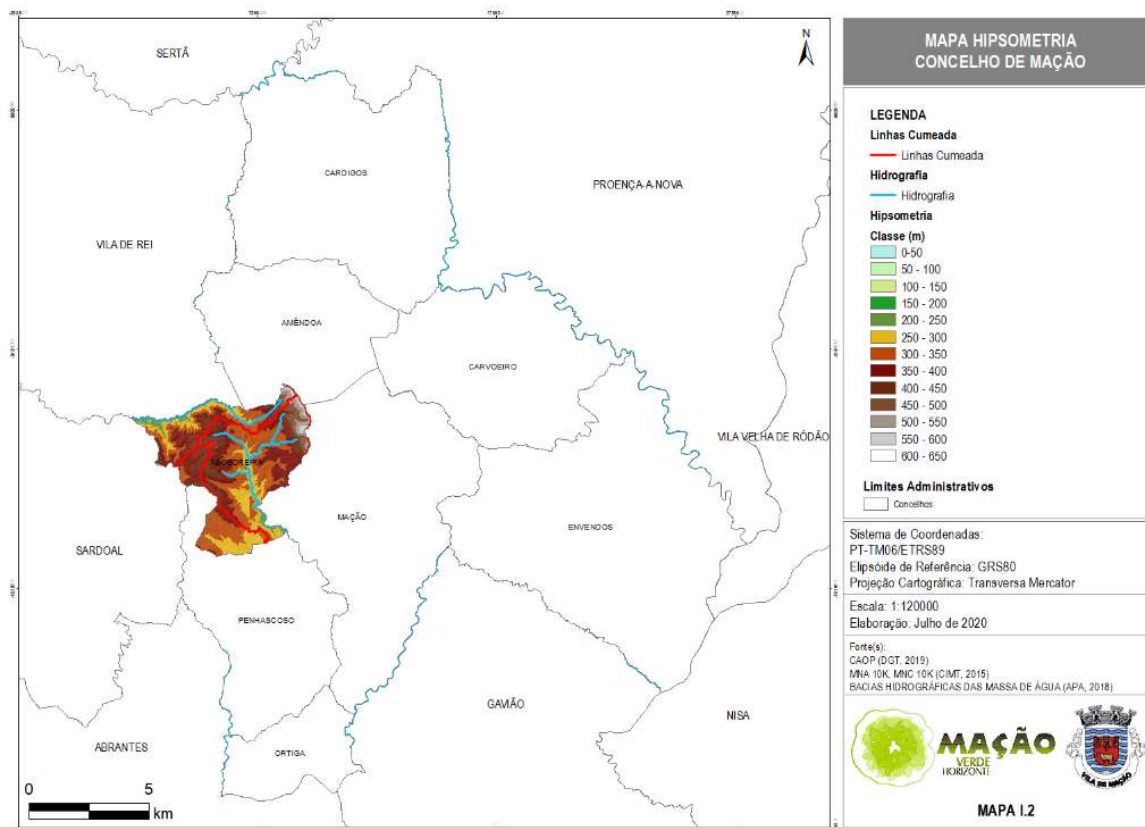 SERTÃ
N
CARDIGOS
PROENÇA-A-NOVA
VILA DE REI
AMÊNDOA
CARVOEIRO
VILA VELHA DE RÓDÃO
MAÇÃO
ENVENDOS
SARDOAL
PENHASCOSO
GAVIÃO
NISA
ABRANTES
ORTIGA
0 5
km
MAPA HIPSOMETRIA
CONCELHO DE MAÇÃO
LEGENDA
Linhas Cumeada
Linhas Cumeada
Hidrografia
Hidrografia
Hipsometria
Classe (m)
0-50
50 - 100
100 - 150
150 - 200
200 - 250
250 - 300
300 - 350
350 - 400
400 - 450
450 - 500
500 - 550
550 - 600
600 - 650
Limites Administrativos
Concelhos
Sistema de Coordenadas:
PT-TM06/ETRS89
Elipsóide de Referência: GRS80
Projeção Cartográfica: Transversa Mercator
Escala: 1:120000
Elaboração: Julho de 2020
Fonte(s):
CAOP (DGT, 2019)
MNA 10K, MNC 10K (CIMT, 2015)
BACIAS HIDROGRÁFICAS DAS MASSA DE ÁGUA (APA, 2018)
MAÇÃO
VERDE
HORIZONTE
VILA DE MAÇÃO
MAPA I.2